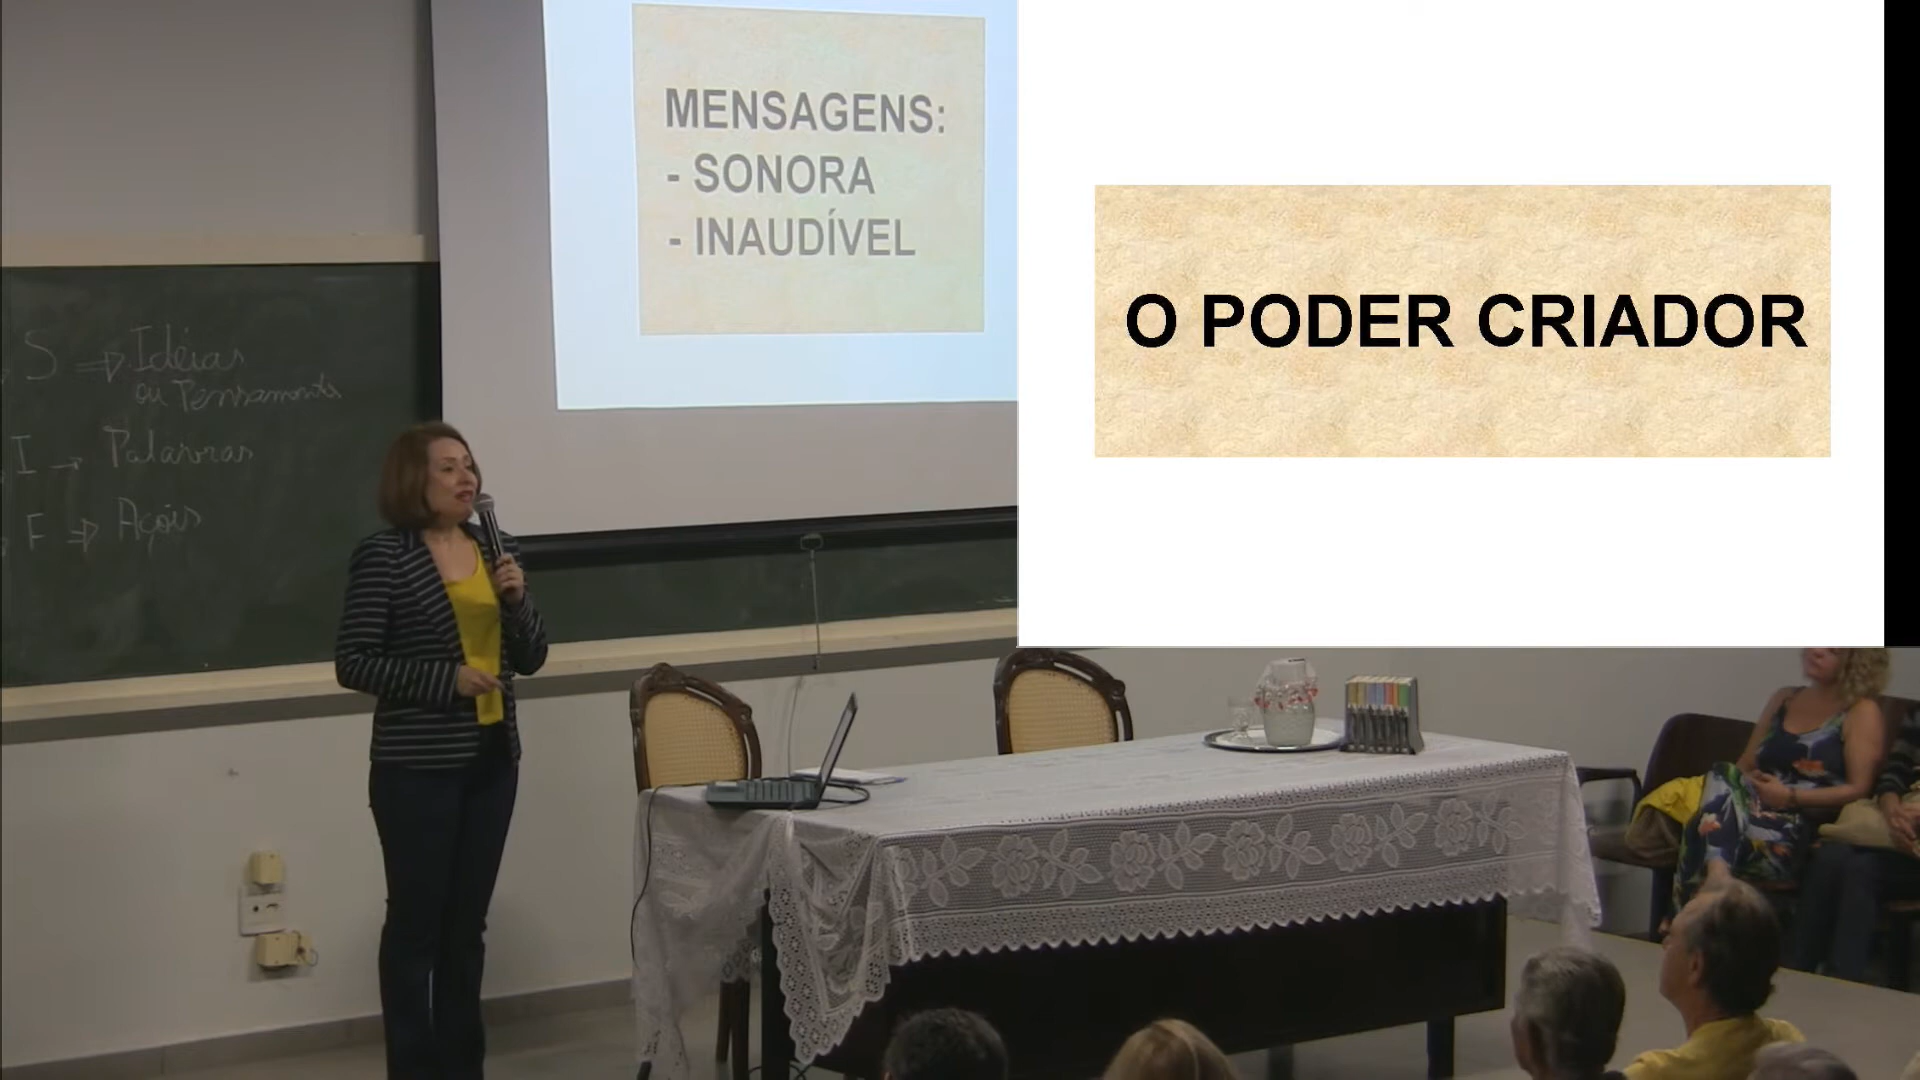 MENSAGENS:
- SONORA
- INAUDÍVEL
O PODER CRIADOR
S ⇒ Idéias
ou Pensamentos
I → Palavras
F ⇒ Ações